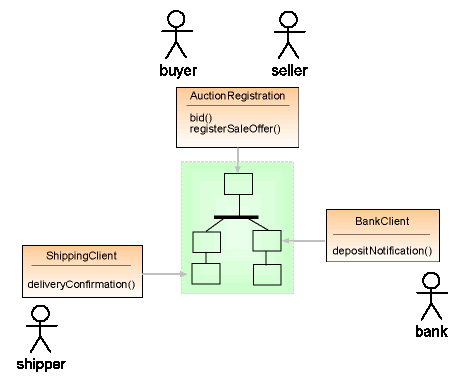 buyer
seller
AuctionRegistration
bid()
registerSaleOffer()
BankClient
depositNotification()
ShippingClient
deliveryConfirmation()
bank
shipper